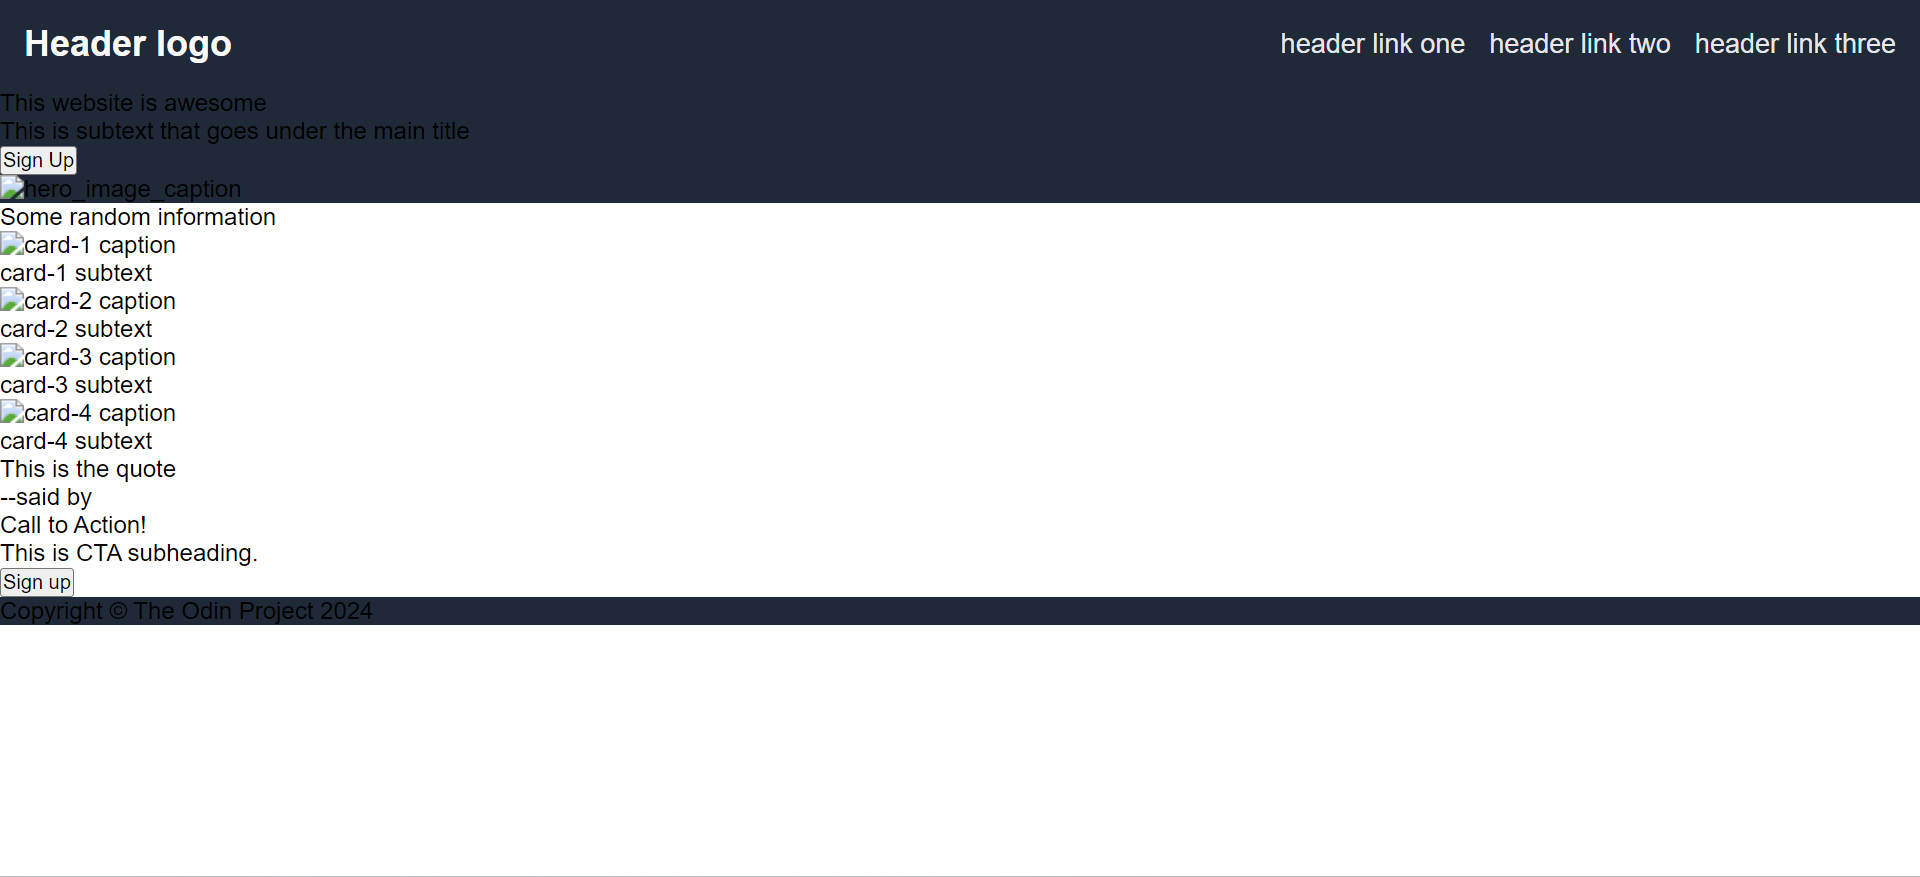 Header logo
header link one header link two header link three
This website is awesome
This is subtext that goes under the main title
Sign Up
hero_image_caption
Some random information
card-1 caption
card-1 subtext
card-2 caption
card-2 subtext
card-3 caption
card-3 subtext
card-4 caption
card-4 subtext
This is the quote
--said by
Call to Action!
This is CTA subheading.
Sign up
Copyright © The Odin Project 2024